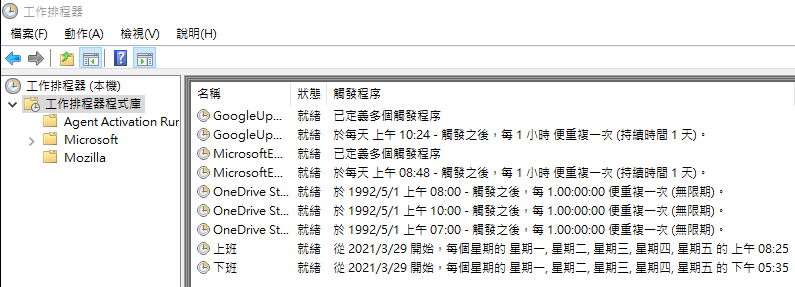 工作排程器
檔案(F) 動作(A) 檢視(V) 說明(H)
工作排程器 (本機)
工作排程器程式庫
Agent Activation Rur
Microsoft
Mozilla
名稱 狀態 觸發程序
GoogleUp... 就緒 已定義多個觸發程序
GoogleUp... 就緒 於每天 上午 10:24 - 觸發之後，每 1 小時 便重複一次 (持續時間 1 天)。
MicrosoftE... 就緒 已定義多個觸發程序
MicrosoftE... 就緒 於每天 上午 08:48 - 觸發之後，每 1 小時 便重複一次 (持續時間 1 天)。
OneDrive St... 就緒 於 1992/5/1 上午 08:00 - 觸發之後，每 1.00:00:00 便重複一次 (無限期)。
OneDrive St... 就緒 於 1992/5/1 上午 10:00 - 觸發之後，每 1.00:00:00 便重複一次 (無限期)。
OneDrive St... 就緒 於 1992/5/1 上午 07:00 - 觸發之後，每 1.00:00:00 便重複一次 (無限期)。
上班 就緒 從 2021/3/29 開始，每個星期的 星期一, 星期二, 星期三, 星期四, 星期五 的 上午 08:25
下班 就緒 從 2021/3/29 開始，每個星期的 星期一, 星期二, 星期三, 星期四, 星期五 的 下午 05:35